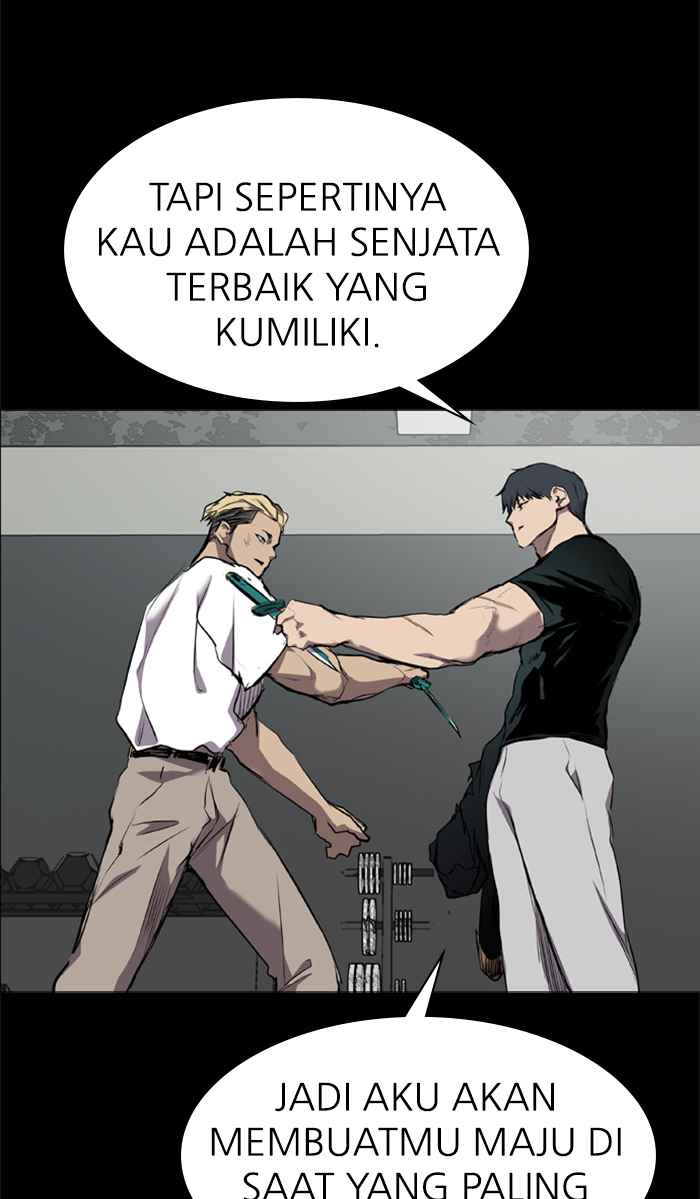 TAPI SEPERTINYA
KAU ADALAH SENJATA
TERBAIK YANG
KUMILIKI.
JADI AKU AKAN
MEMBUATMU MAJU DI
SAAT YANG PALING